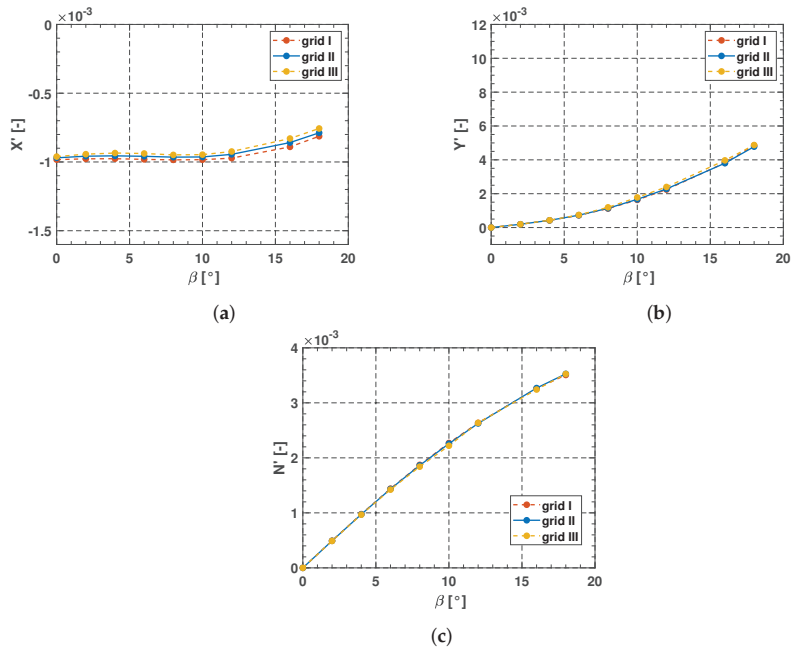 ×10⁻³
0
-0.5
-1
-1.5
X' [-]
grid I
grid II
grid III
0 5 10 15 20
β [°]
(a)
×10⁻³
12
10
8
6
4
2
0
Y' [-]
grid I
grid II
grid III
0 5 10 15 20
β [°]
(b)
×10⁻³
4
3
2
1
0
N' [-]
grid I
grid II
grid III
0 5 10 15 20
β [°]
(c)